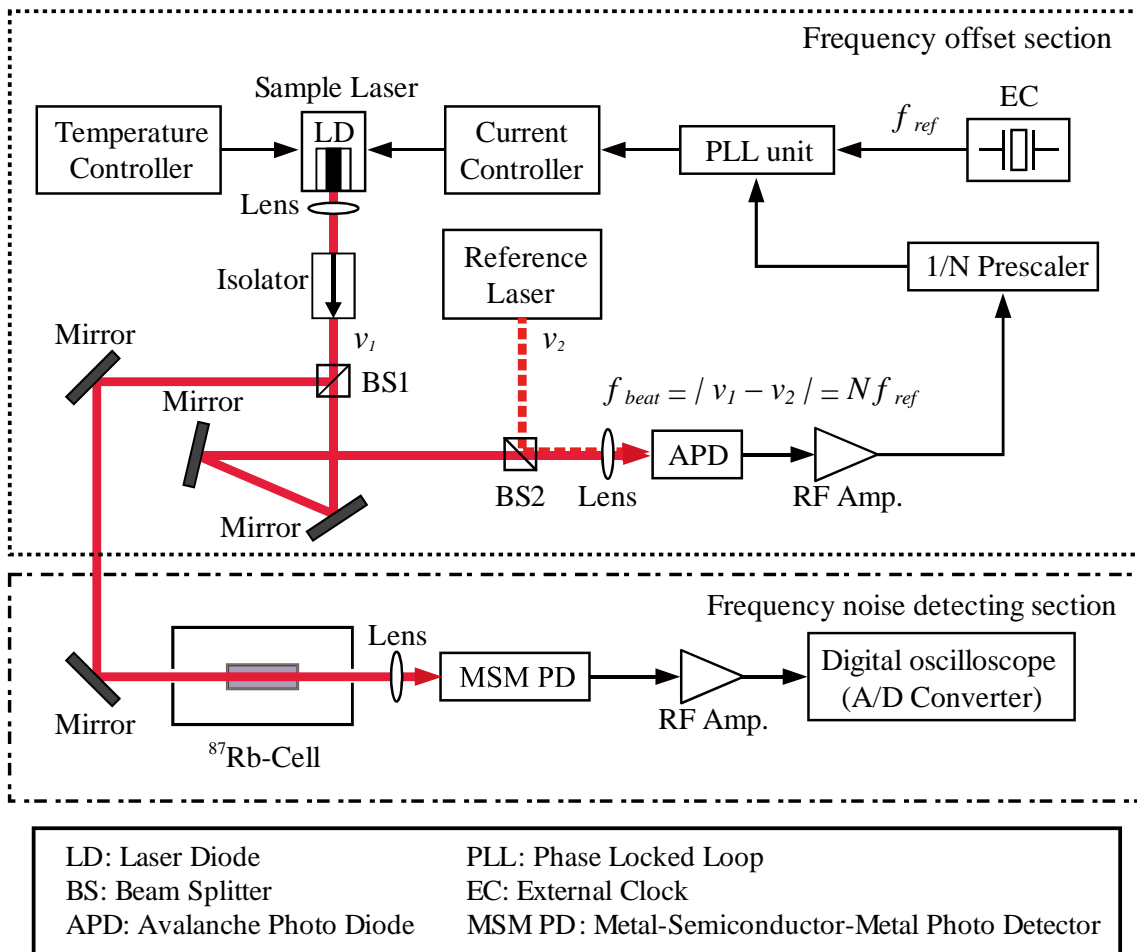 Frequency offset section
Sample Laser
EC
Temperature
Controller
LD
Current
Controller
PLL unit
f ref
Lens
Reference
Laser
1/N Prescaler
Isolator
Mirror
v1
v2
BS1
Mirror
f beat = | v1 − v2 | = N f ref
APD
BS2
Lens
RF Amp.
Mirror
Frequency noise detecting section
Lens
MSM PD
Digital oscilloscope
(A/D Converter)
Mirror
RF Amp.
87Rb-Cell
LD: Laser Diode
PLL: Phase Locked Loop
BS: Beam Splitter
EC: External Clock
APD: Avalanche Photo Diode
MSM PD: Metal-Semiconductor-Metal Photo Detector